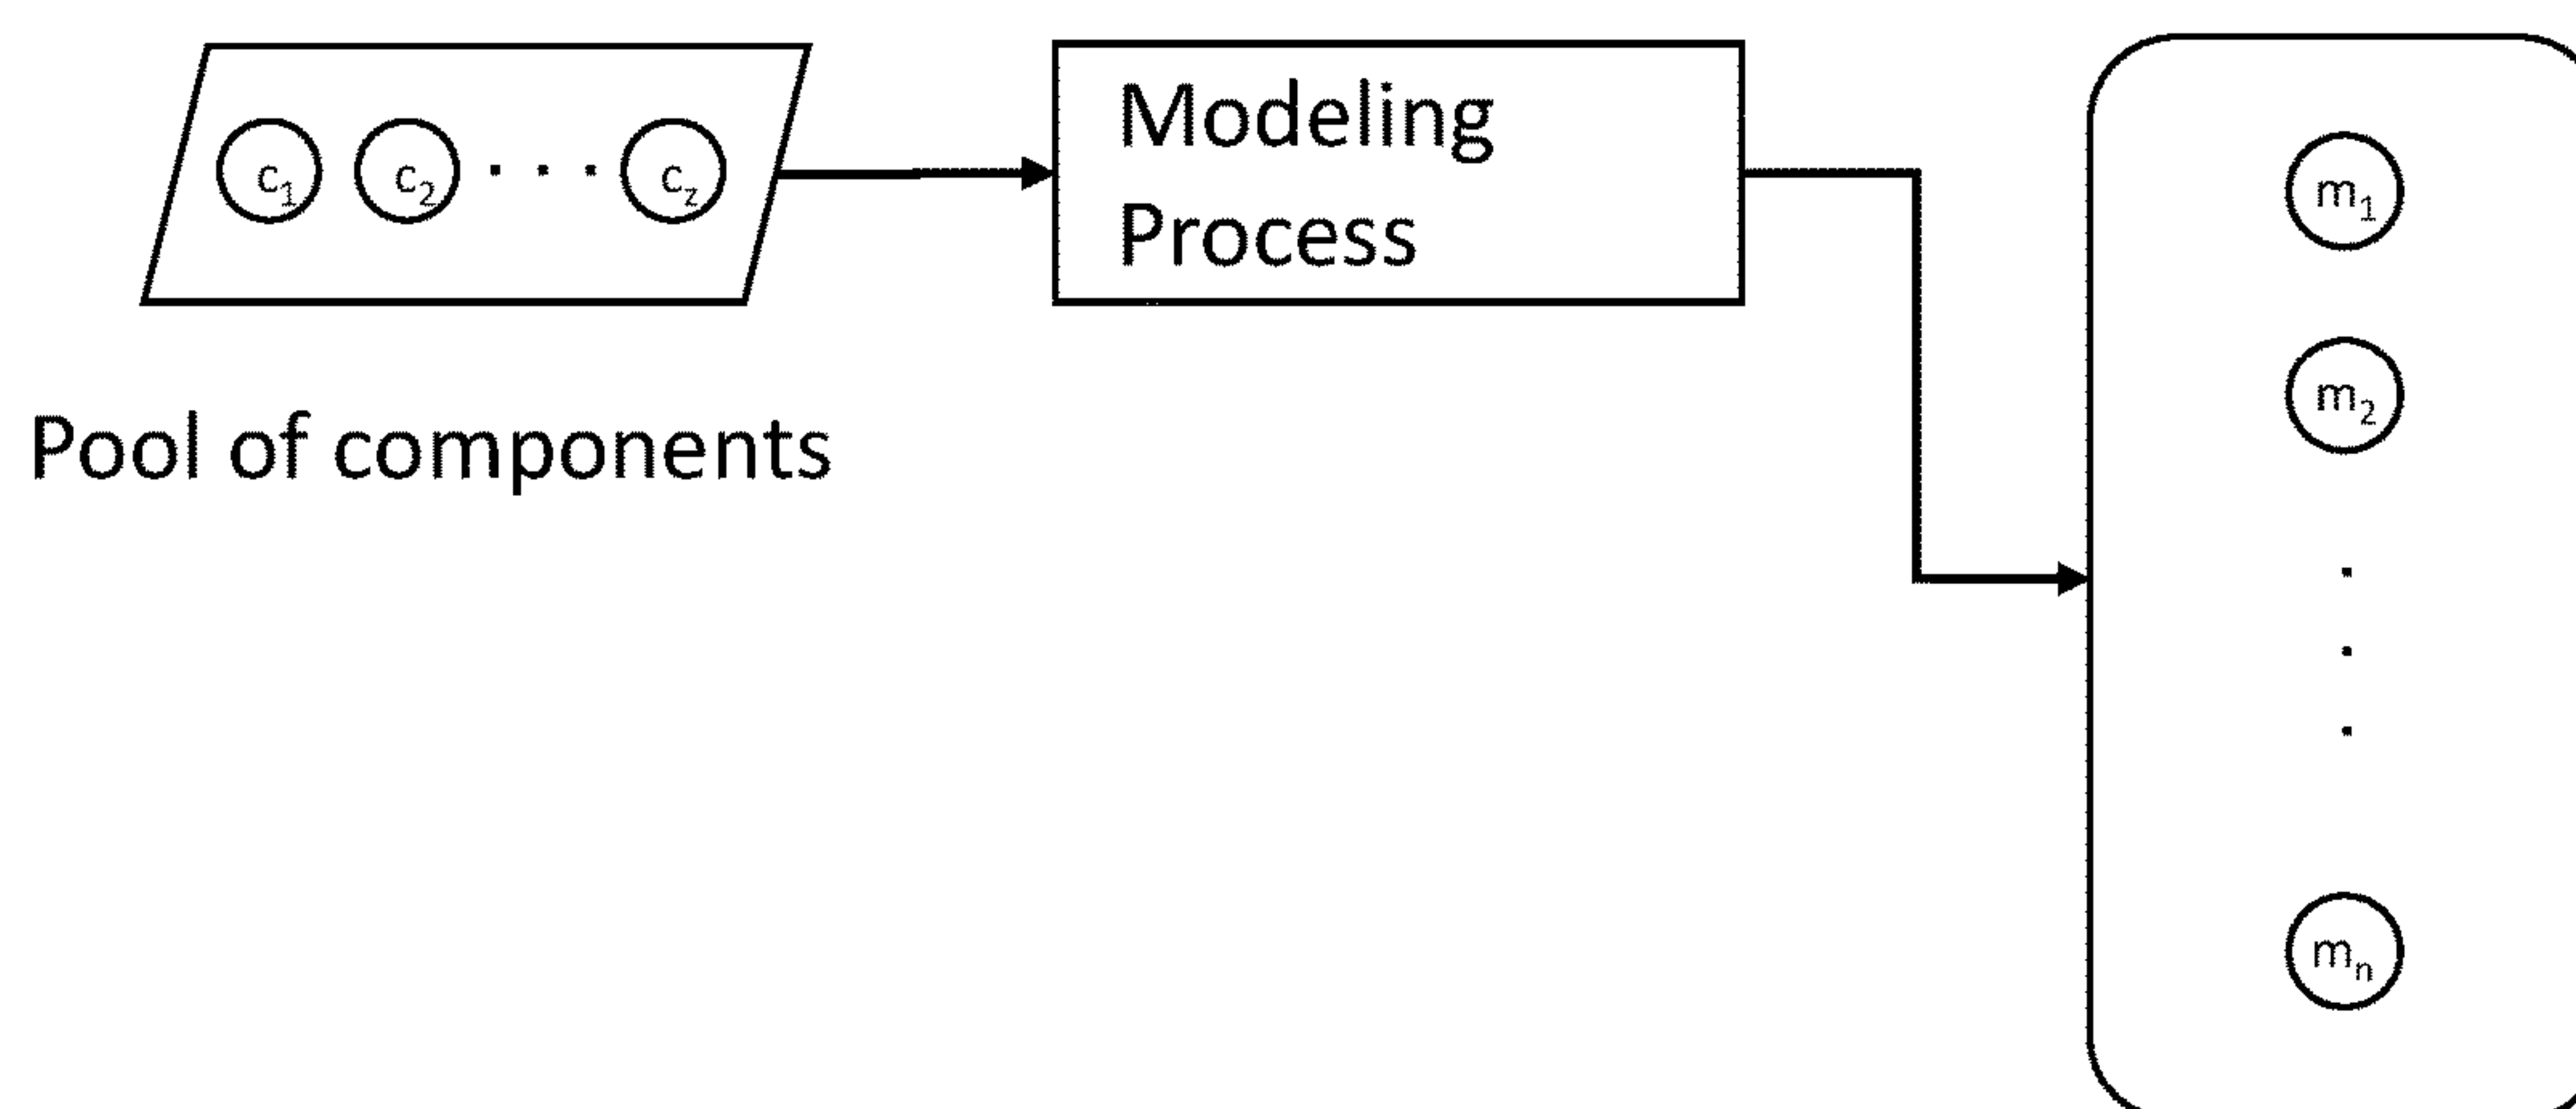 c1 c2 . . . cz
Modeling
Process
Pool of components
m1
m2
.
.
.
mn